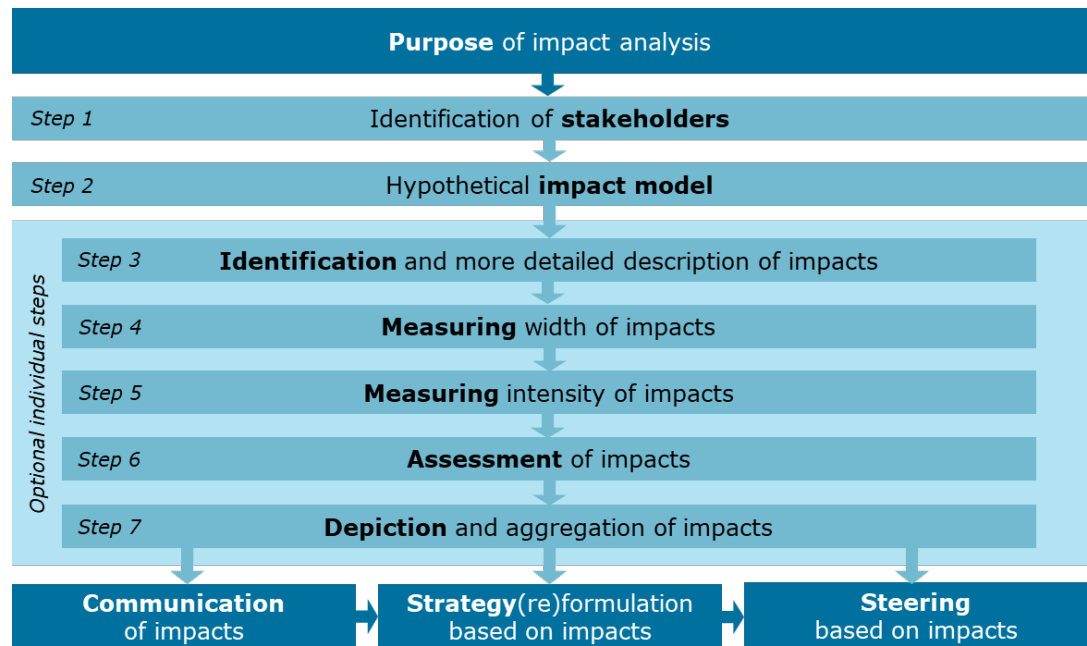 Purpose of impact analysis
Step 1
Identification of stakeholders
Step 2
Hypothetical impact model
Optional individual steps
Step 3
Identification and more detailed description of impacts
Step 4
Measuring width of impacts
Step 5
Measuring intensity of impacts
Step 6
Assessment of impacts
Step 7
Depiction and aggregation of impacts
Communication
of impacts
Strategy(re)formulation
based on impacts
Steering
based on impacts